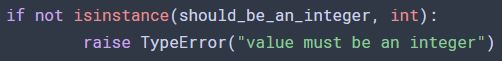 if not isinstance(should_be_an_integer, int):
        raise TypeError("value must be an integer")